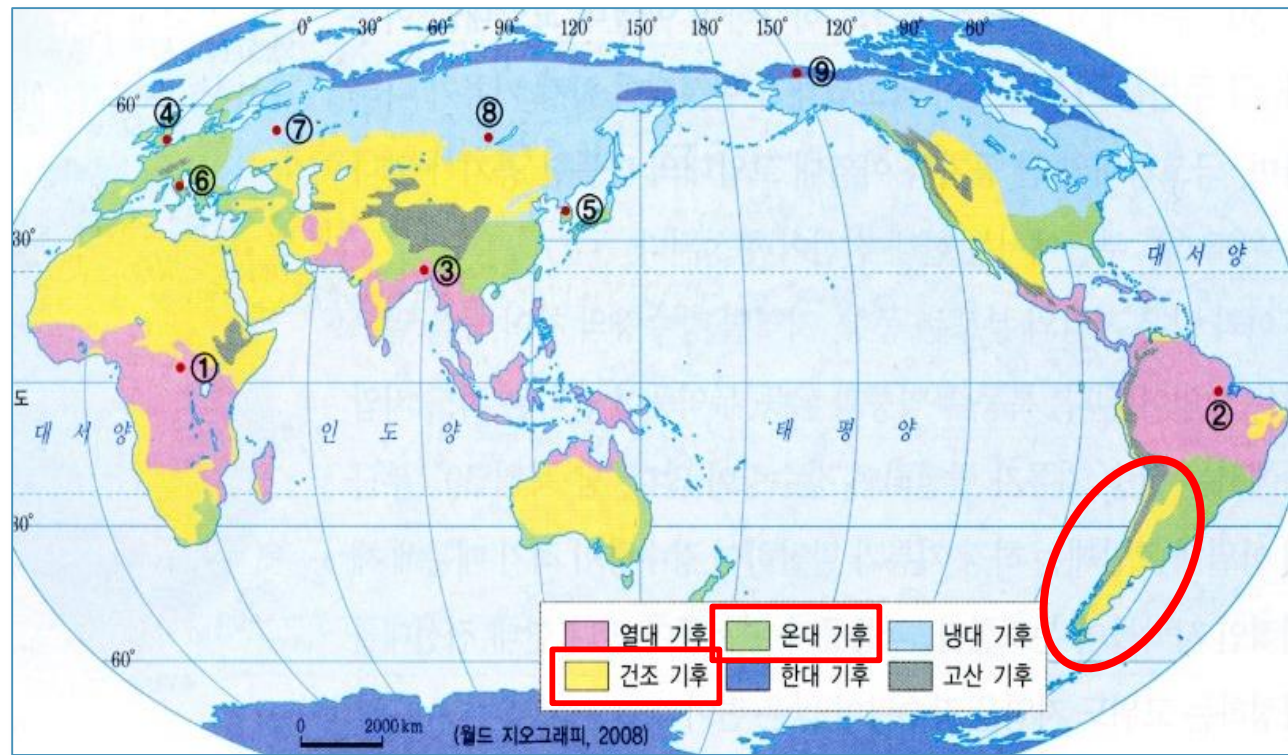 0° 30° 60° 90° 120° 150° 180° 150° 120° 60°
⑨
60°
④ ⑦ ⑧
⑥ ⑤
30°
대서양
③
①
도
②
대서양 인도양 태평양
30°
열대 기후 온대 기후 냉대 기후
건조 기후 한대 기후 고산 기후
60°
0 2000km (월드 지오그래피, 2008)